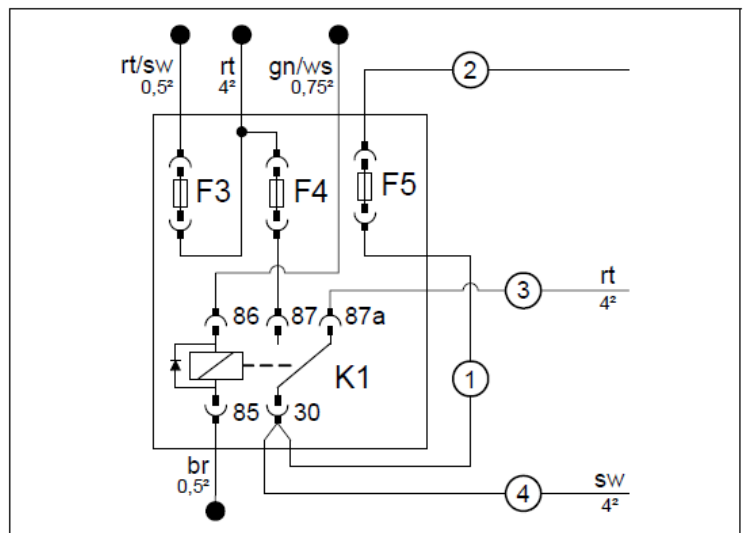 rt/sw
0,5²
rt
4²
gn/ws
0,75²
2
F3
F4
F5
3
rt
4²
86
87
87a
K1
1
85
30
br
0,5²
4
sw
4²